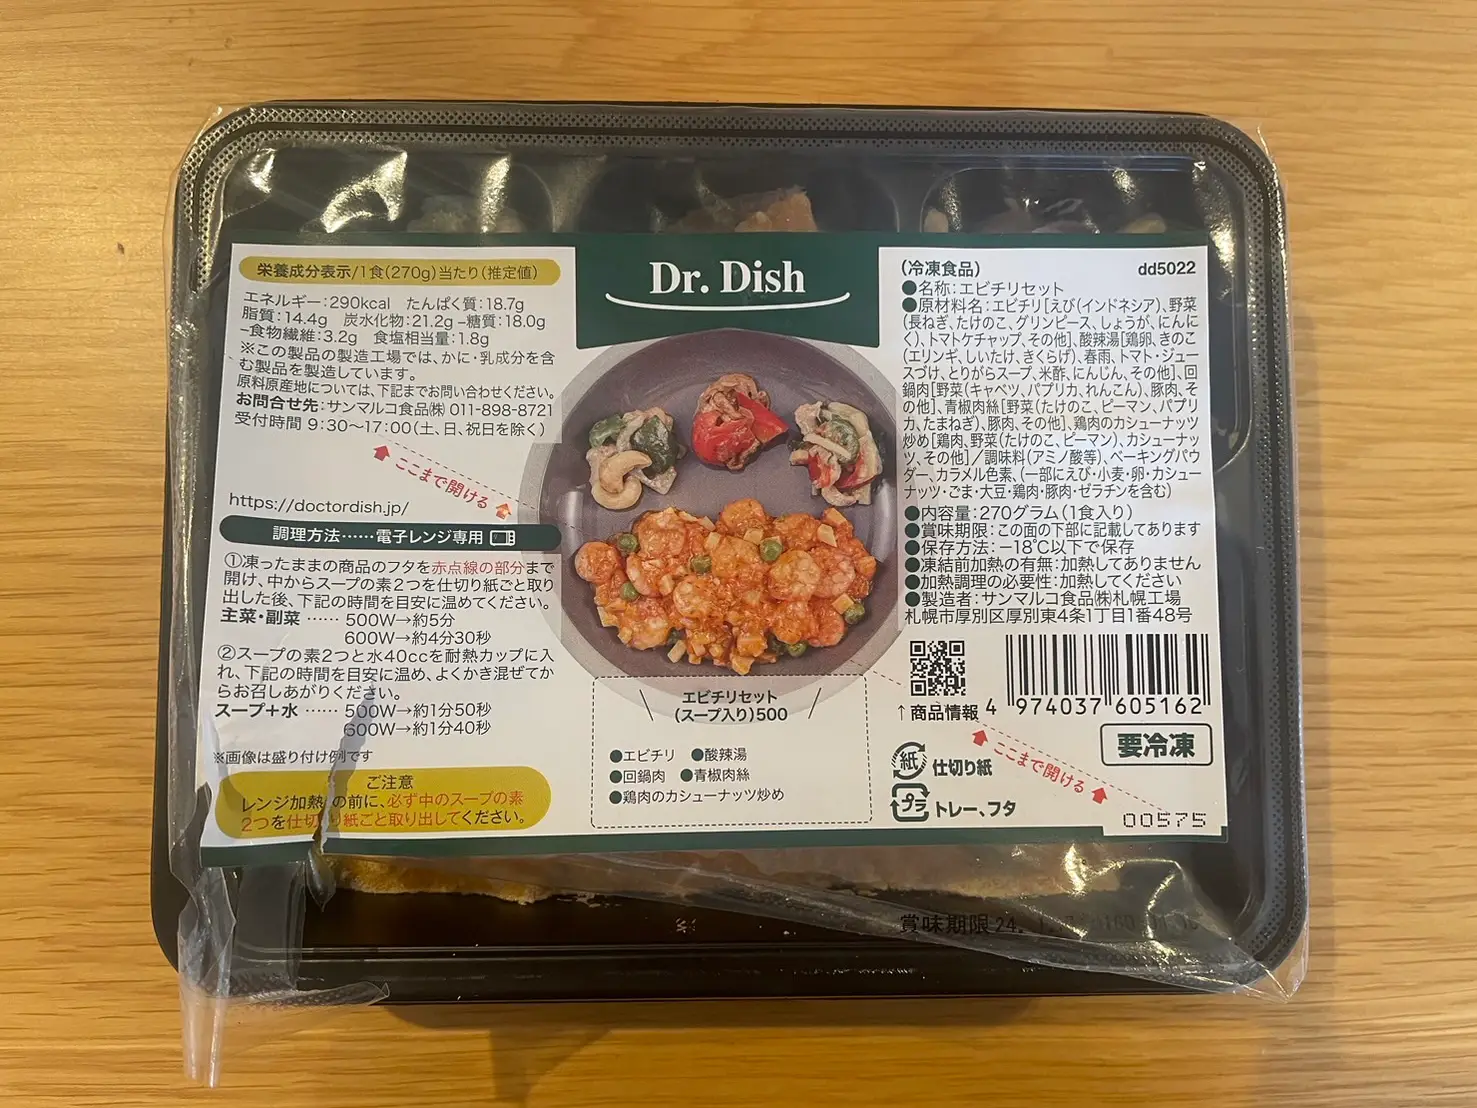 栄養成分表示/1食(270g)当たり(推定値)
エネルギー:290kcal たんぱく質:18.7g
脂質:14.4g 炭水化物:21.2g −糖質:18.0g
−食物繊維:3.2g 食塩相当量:1.8g
※この製品の製造工場では、かに・乳成分を含
む製品を製造しています。
原料原産地については、下記までお問い合わせください。
お問合せ先:サンマルコ食品㈱ 011-898-8721
受付時間 9:30〜17:00(土、日、祝日を除く)
ここまで開ける
https://doctordish.jp/
調理方法……電子レンジ専用
①凍ったままの商品のフタを赤点線の部分まで
開け、中からスープの素2つを仕切り紙ごと取り
出した後、下記の時間を目安に温めてください。
主菜・副菜 …… 500W→約5分
600W→約4分30秒
②スープの素2つと水40ccを耐熱カップに入
れ、下記の時間を目安に温め、よくかき混ぜてか
らお召しあがりください。
スープ+水 …… 500W→約1分50秒
600W→約1分40秒
※画像は盛り付け例です
ご注意
レンジ加熱の前に、必ず中のスープの素
2つを仕切り紙ごと取り出してください。
Dr. Dish
エビチリセット
(スープ入り)500
●エビチリ ●酸辣湯
●回鍋肉 ●青椒肉絲
●鶏肉のカシューナッツ炒め
(冷凍食品) dd5022
●名称:エビチリセット
●原材料名:エビチリ[えび(インドネシア)、野菜
(長ねぎ、たけのこ、グリンピース、しょうが、にんに
く)、トマトケチャップ、その他]、酸辣湯[鶏卵、きのこ
(エリンギ、しいたけ、きくらげ)、春雨、トマト・ジュー
スづけ、とりがらスープ、米酢、にんじん、その他]、回
鍋肉[野菜(キャベツ、パプリカ、れんこん)、豚肉、そ
の他]、青椒肉絲[野菜(たけのこ、ピーマン、パプリ
カ、たまねぎ)、豚肉、その他]、鶏肉のカシューナッツ
炒め[鶏肉、野菜(たけのこ、ピーマン)、カシューナッ
ツ、その他]/調味料(アミノ酸等)、ベーキングパウ
ダー、カラメル色素、(一部にえび・小麦・卵・カシュー
ナッツ・ごま・大豆・鶏肉・豚肉・ゼラチンを含む)
●内容量:270グラム(1食入り)
●賞味期限:この面の下部に記載してあります
●保存方法:−18℃以下で保存
●凍結前加熱の有無:加熱してありません
●加熱調理の必要性:加熱してください
●製造者:サンマルコ食品㈱札幌工場
札幌市厚別区厚別東4条1丁目1番48号
↑商品情報
4 974037 605162
要冷凍
紙 仕切り紙
プラ トレー、フタ
ここまで開ける
00575
賞味期限 24.